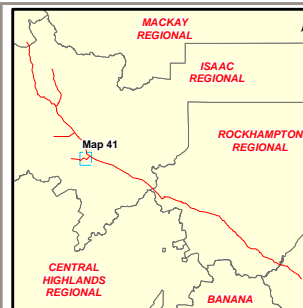 MACKAY
REGIONAL
ISAAC
REGIONAL
ROCKHAMPTON
REGIONAL
Map 41
CENTRAL
HIGHLANDS
REGIONAL
BANANA